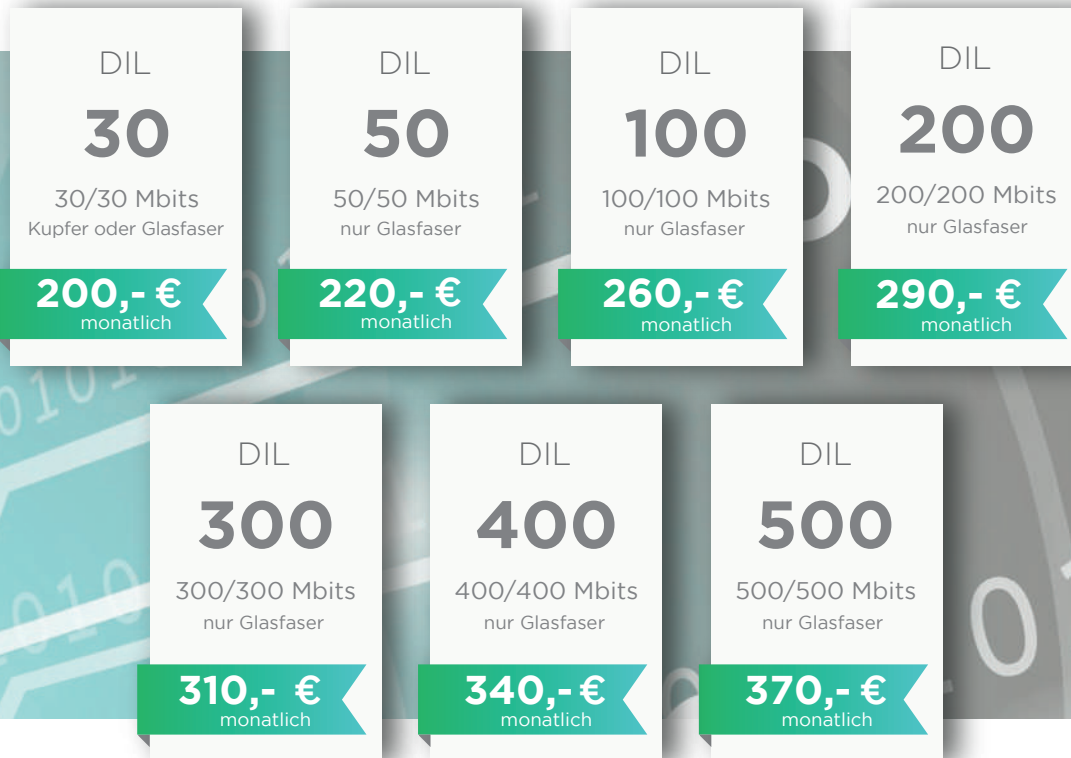 DIL
30
30/30 Mbits
Kupfer oder Glasfaser
200,- €
monatlich
DIL
50
50/50 Mbits
nur Glasfaser
220,- €
monatlich
DIL
100
100/100 Mbits
nur Glasfaser
260,- €
monatlich
DIL
200
200/200 Mbits
nur Glasfaser
290,- €
monatlich
DIL
300
300/300 Mbits
nur Glasfaser
310,- €
monatlich
DIL
400
400/400 Mbits
nur Glasfaser
340,- €
monatlich
DIL
500
500/500 Mbits
nur Glasfaser
370,- €
monatlich